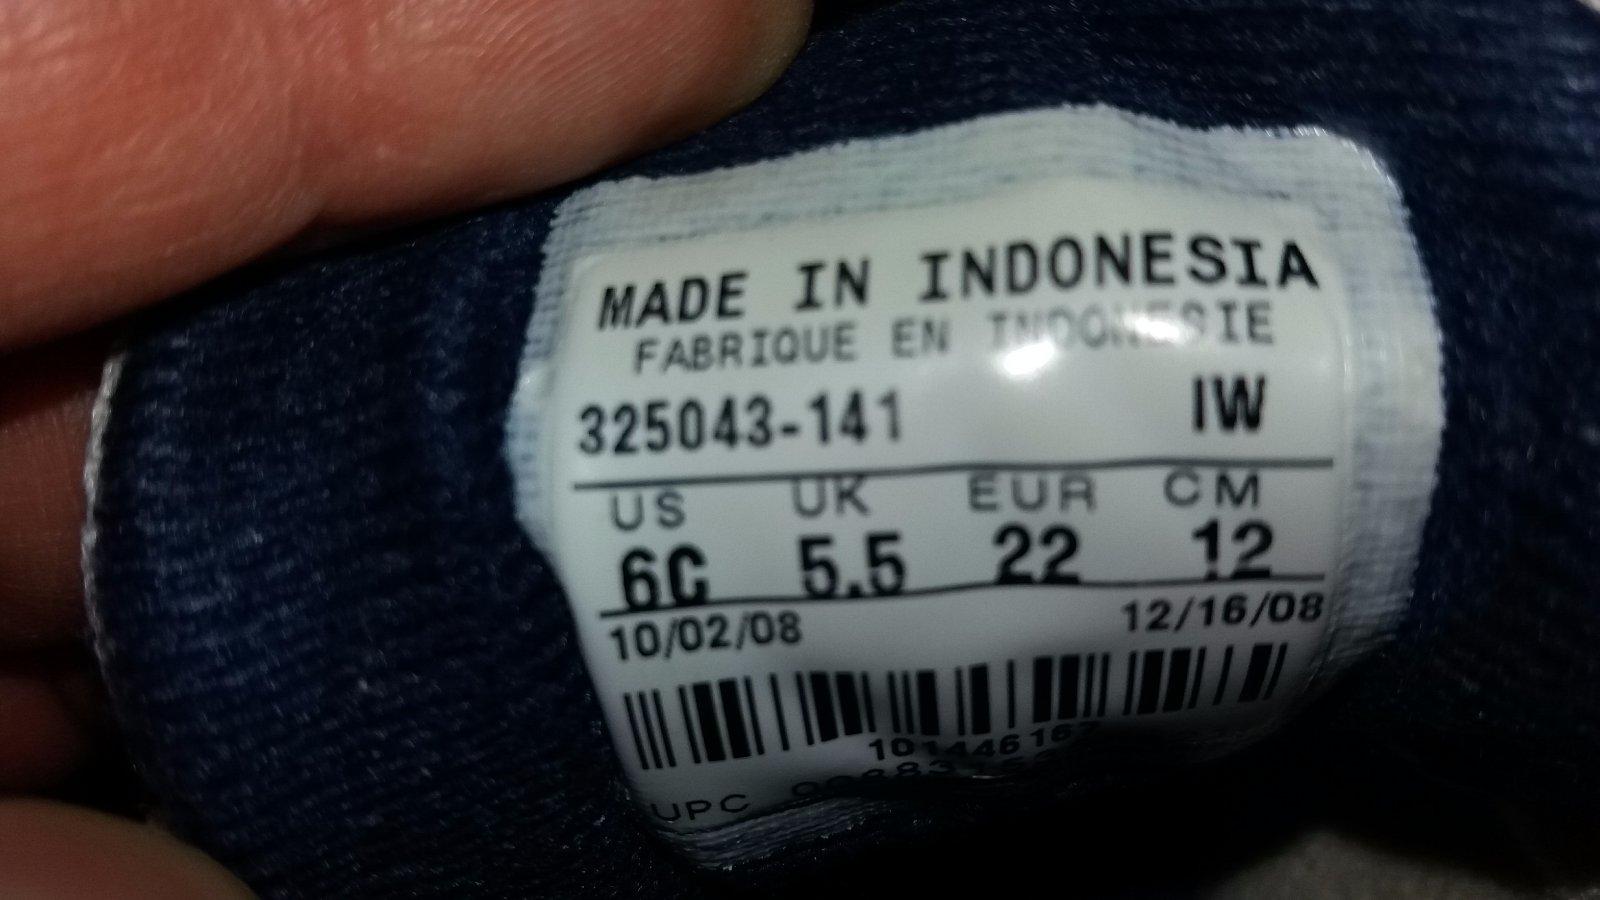 MADE IN INDONESIA
FABRIQUE EN INDONESIE
325043-141 IW
US UK EUR CM
6C 5.5 22 12
10/02/08 12/16/08
UPC